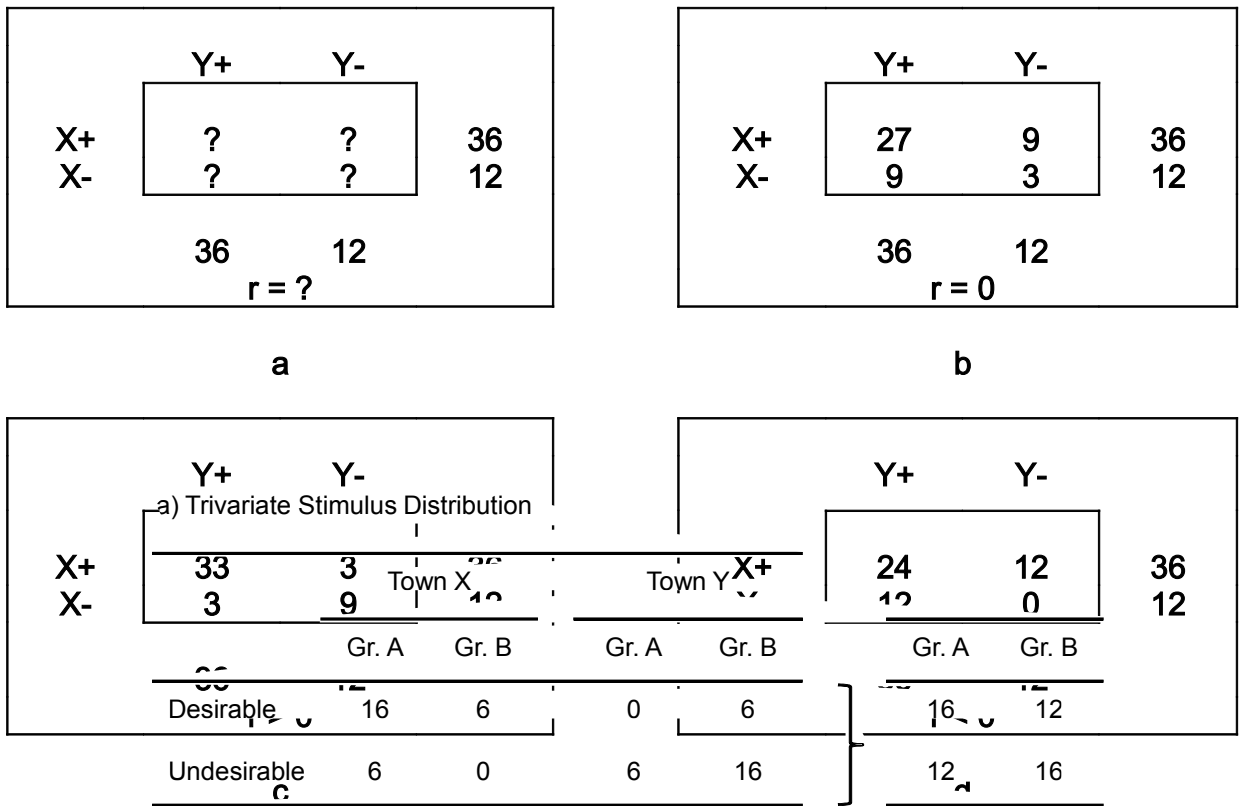 Y+ Y-
X+ ? ? 36
X- ? ? 12
36 12
r = ?
a
Y+ Y-
X+ 27 9 36
X- 9 3 12
36 12
r = 0
b
Y+ Y-
X+ 33 3
X- 3 9
c
Y+ Y-
X+ 24 12 36
12 0 12
a) Trivariate Stimulus Distribution
Town X Town Y
Gr. A Gr. B Gr. A Gr. B Gr. A Gr. B
Desirable 16 6 0 6 16 12
Undesirable 6 0 6 16 12 16